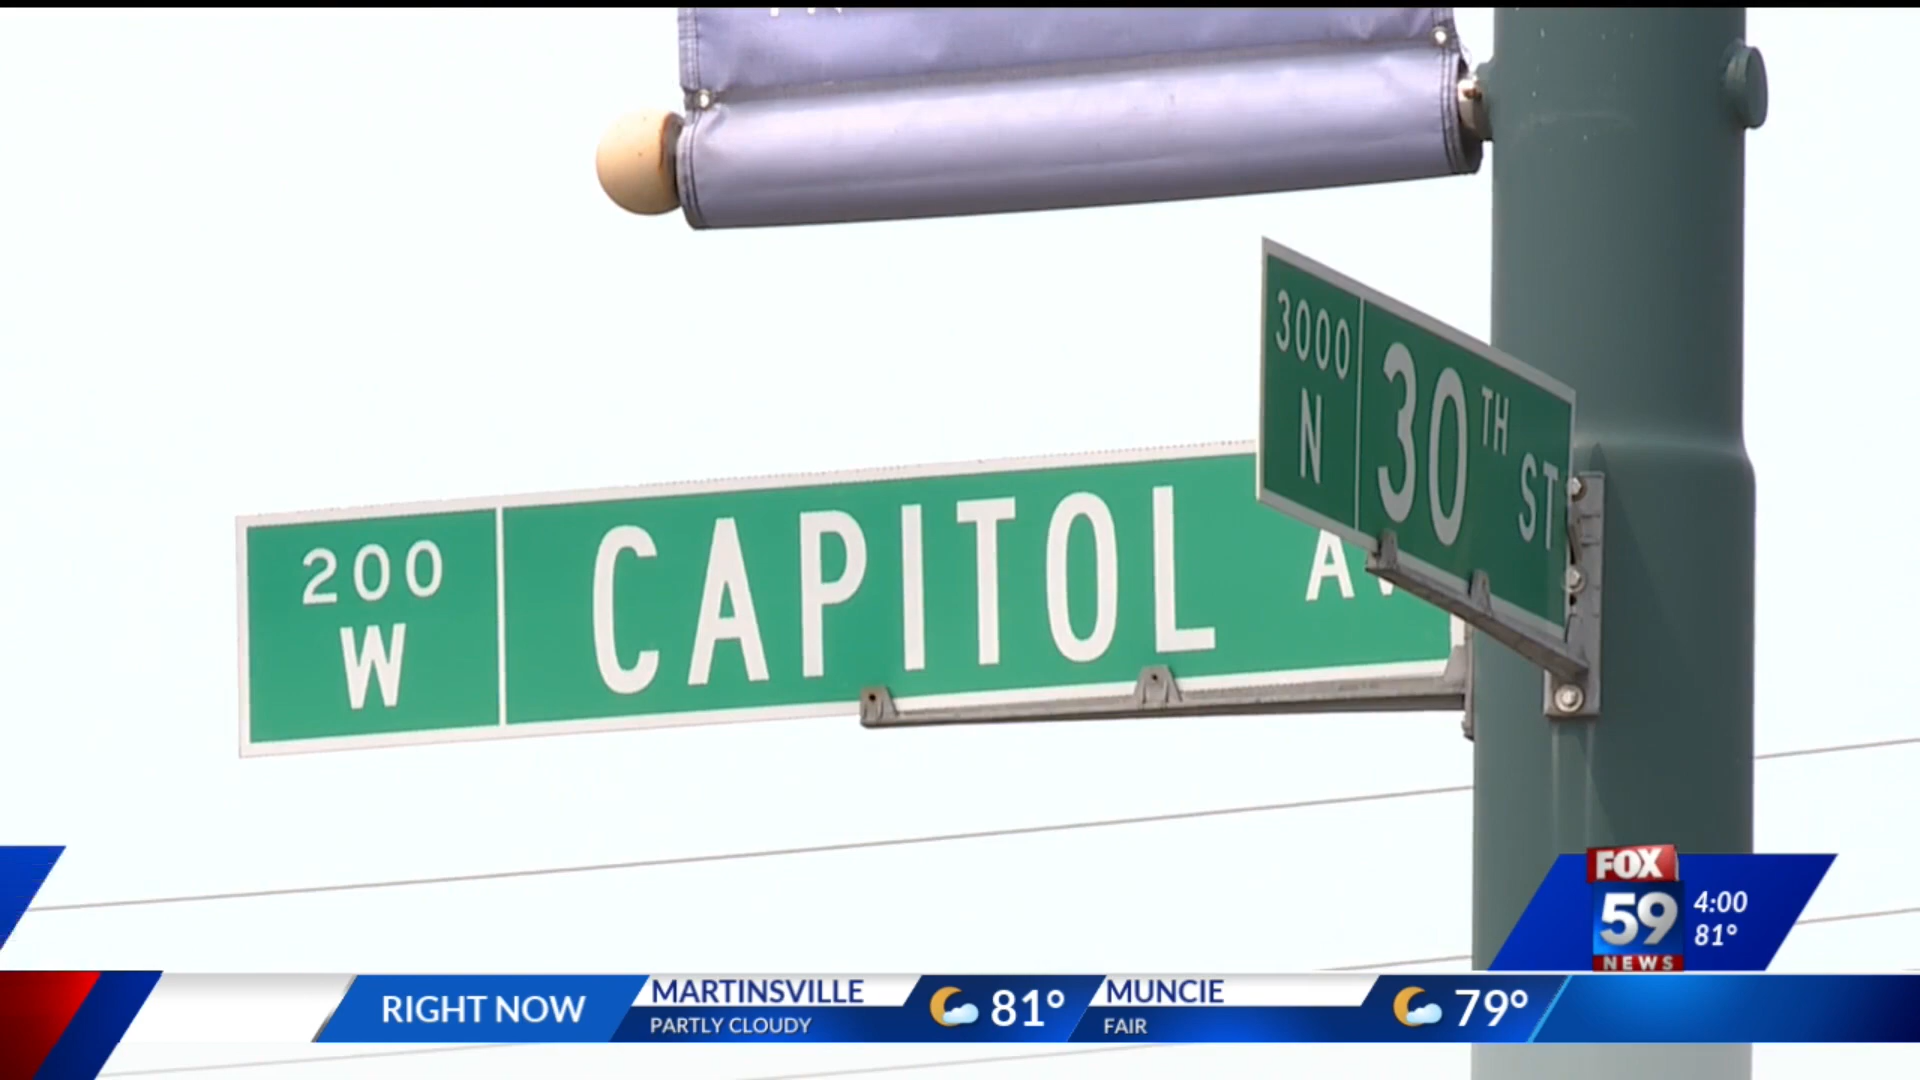 3000
N
30TH ST
200
W
CAPITOL
FOX
59
NEWS
4:00
81°
RIGHT NOW
MARTINSVILLE
PARTLY CLOUDY
81°
MUNCIE
FAIR
79°